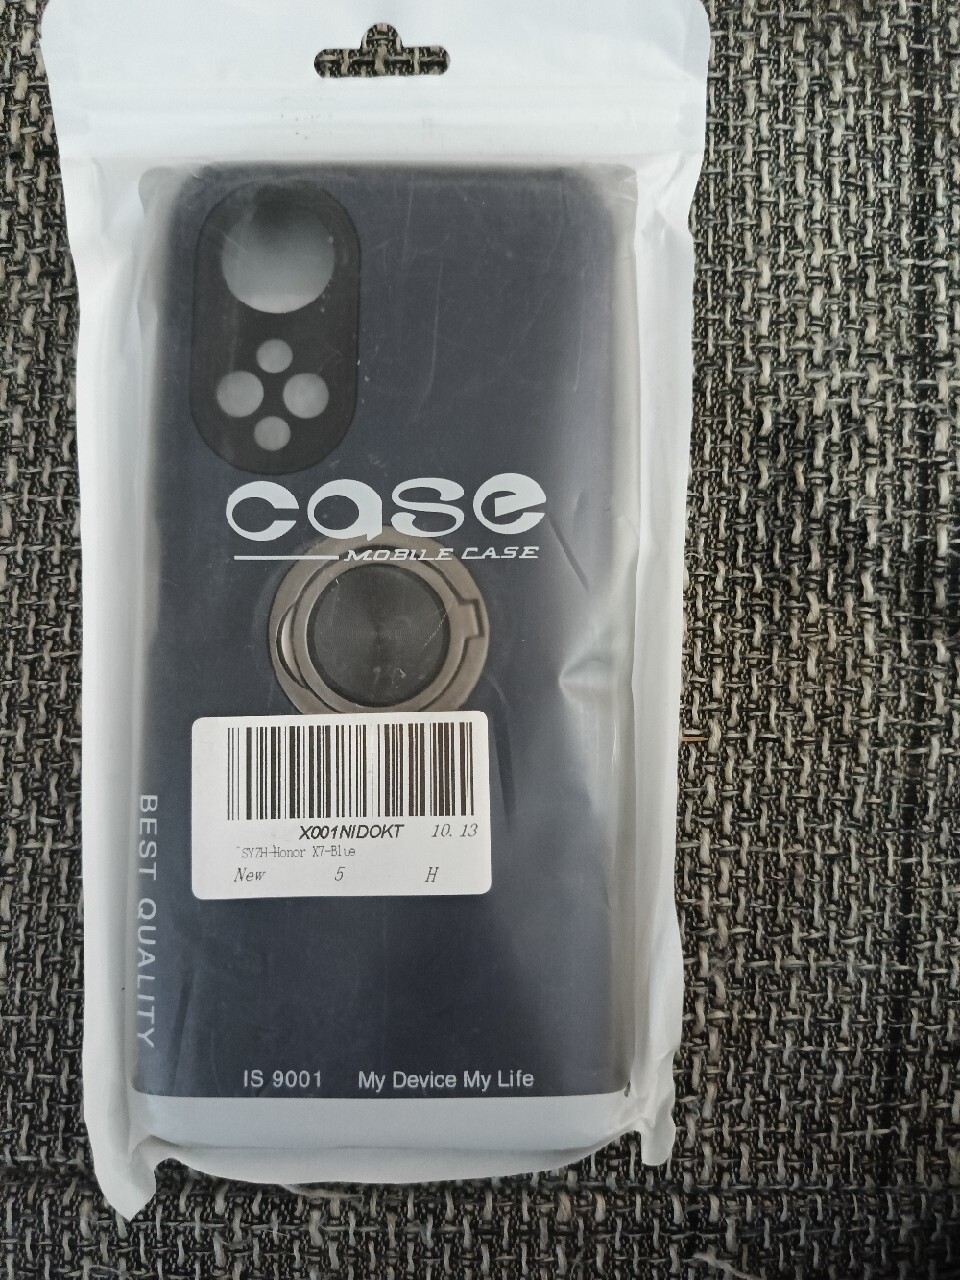 case
MOBILE CASE
X001NIDOKT 10.13
SY7H-Honor X7-Blue
New 5 H
BEST QUALITY
IS 9001 My Device My Life